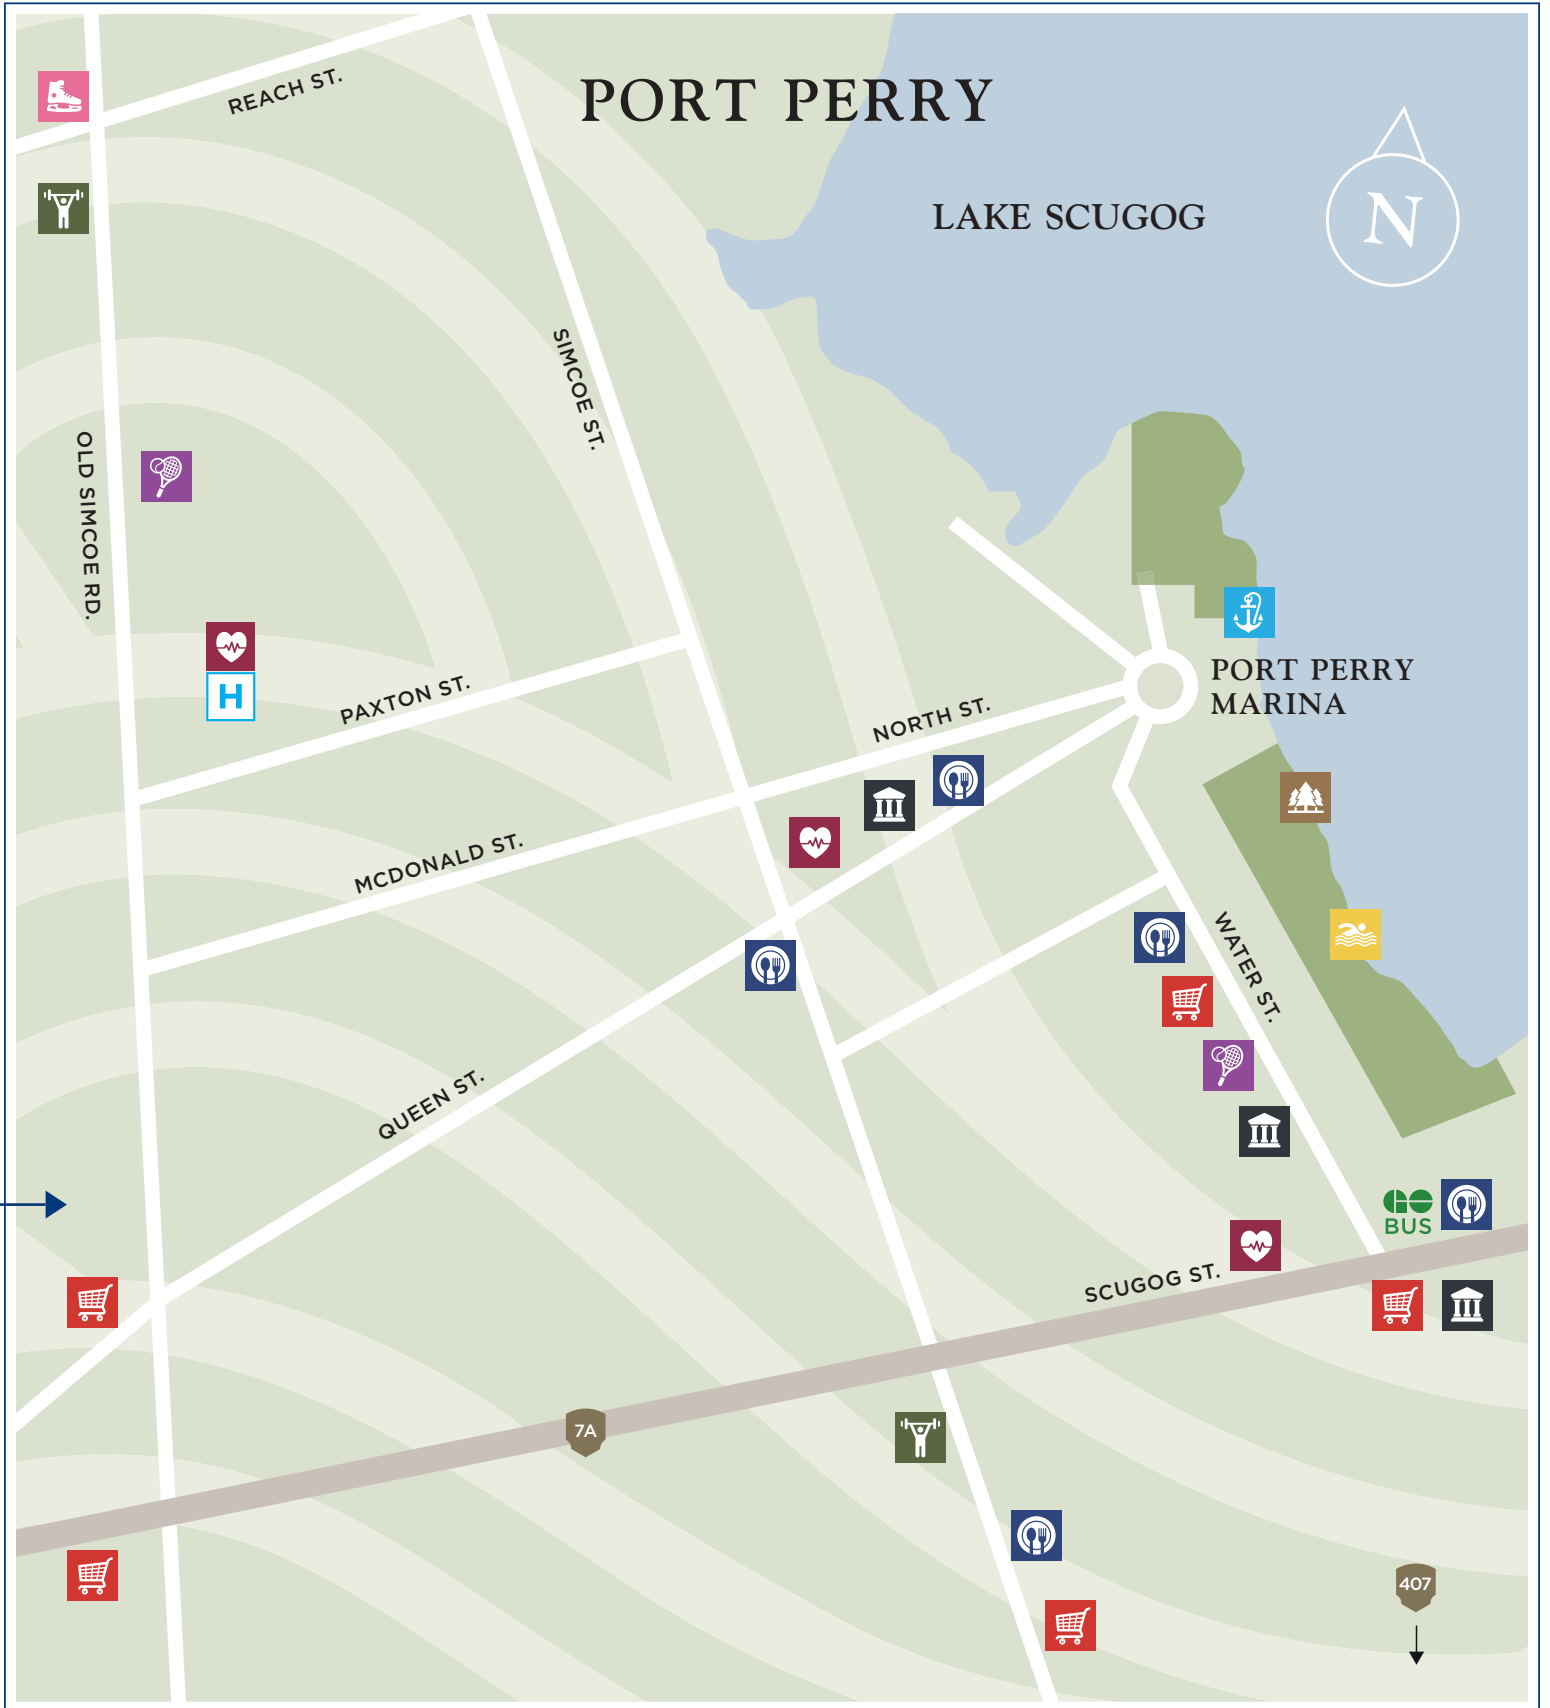 REACH ST.
PORT PERRY
LAKE SCUGOG
N
SIMCOE ST.
OLD SIMCOE RD.
H
PAXTON ST.
PORT PERRY
MARINA
NORTH ST.
MCDONALD ST.
WATER ST.
QUEEN ST.
GO
BUS
SCUGOG ST.
7A
407